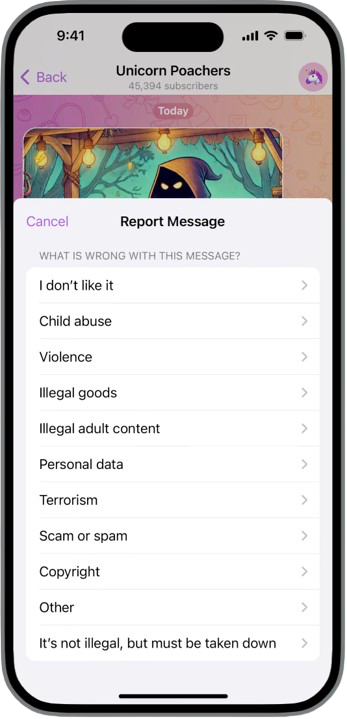 9:41
Back
Unicorn Poachers
45,394 subscribers
Today
Cancel
Report Message
WHAT IS WRONG WITH THIS MESSAGE?
I don’t like it
Child abuse
Violence
Illegal goods
Illegal adult content
Personal data
Terrorism
Scam or spam
Copyright
Other
It’s not illegal, but must be taken down